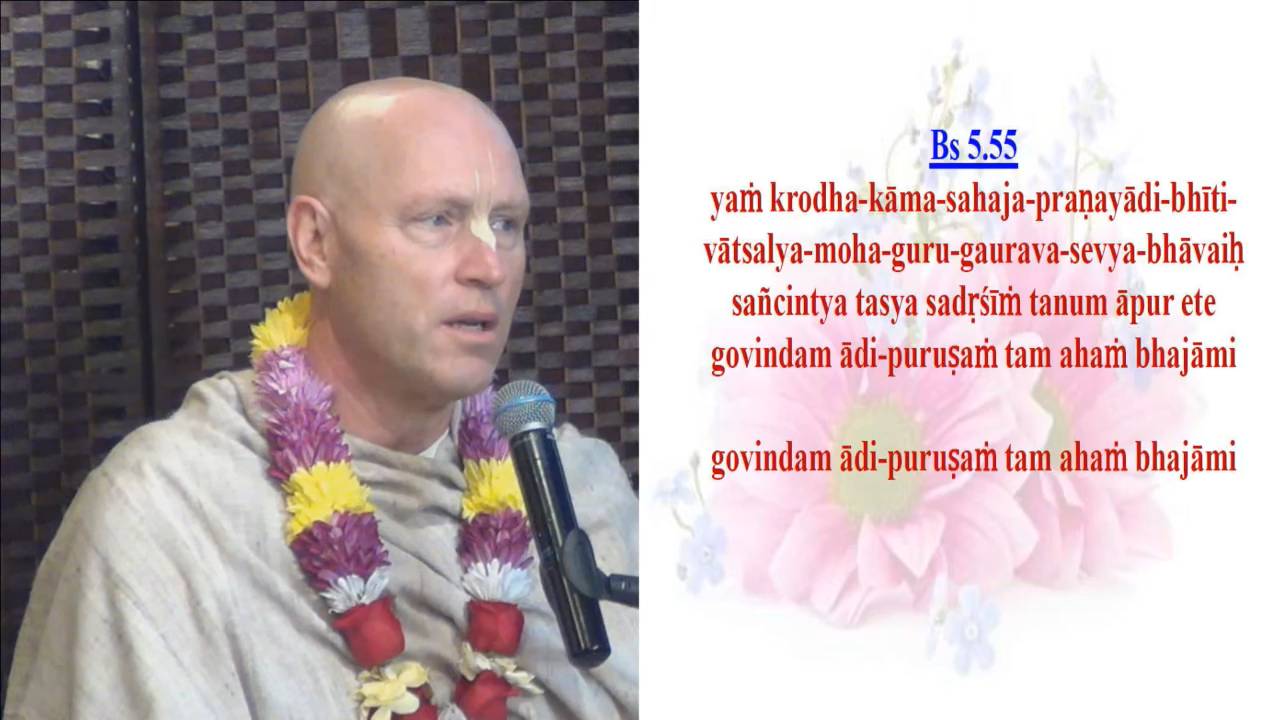 Bs 5.55
yaṁ krodha-kāma-sahaja-praṇayādi-bhīti-
vātsalya-moha-guru-gaurava-sevya-bhāvaiḥ
sañcintya tasya sadṛśīṁ tanum āpur ete
govindam ādi-puruṣaṁ tam ahaṁ bhajāmi
govindam ādi-puruṣaṁ tam ahaṁ bhajāmi